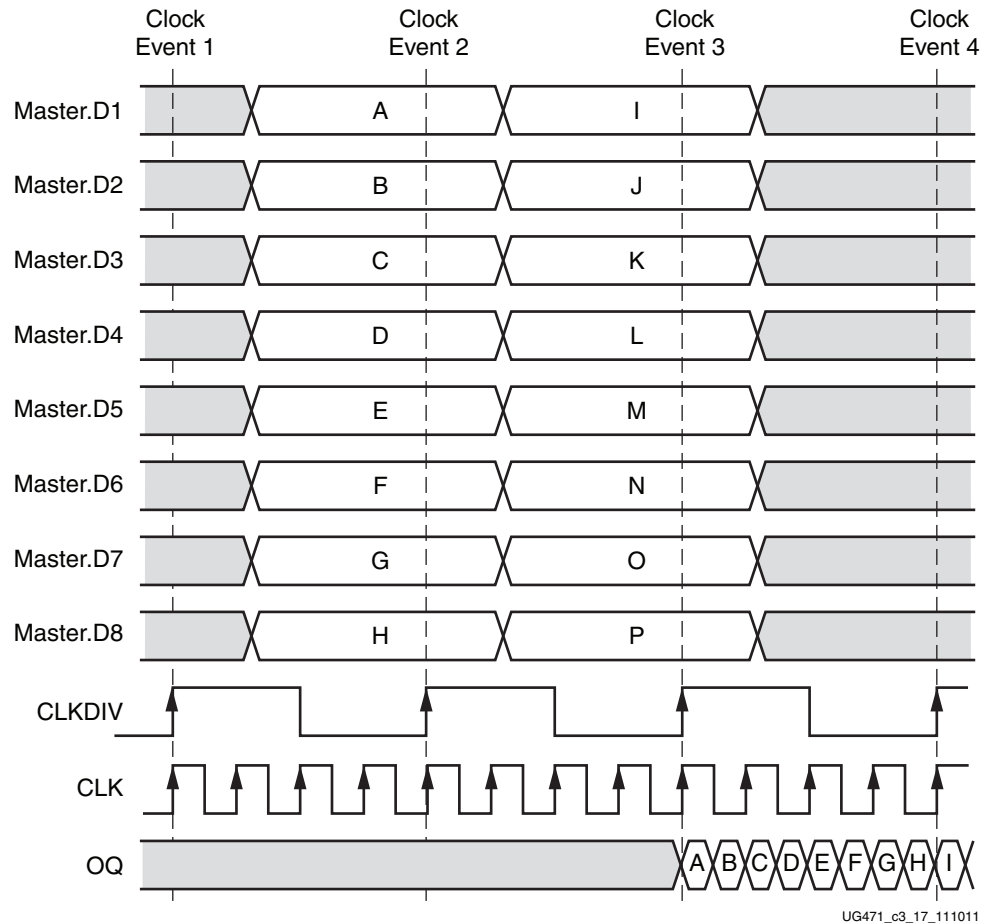 Clock Event 1
Clock Event 2
Clock Event 3
Clock Event 4
Master.D1 A I
Master.D2 B J
Master.D3 C K
Master.D4 D L
Master.D5 E M
Master.D6 F N
Master.D7 G O
Master.D8 H P
CLKDIV
CLK
OQ A B C D E F G H I
UG471_c3_17_111011